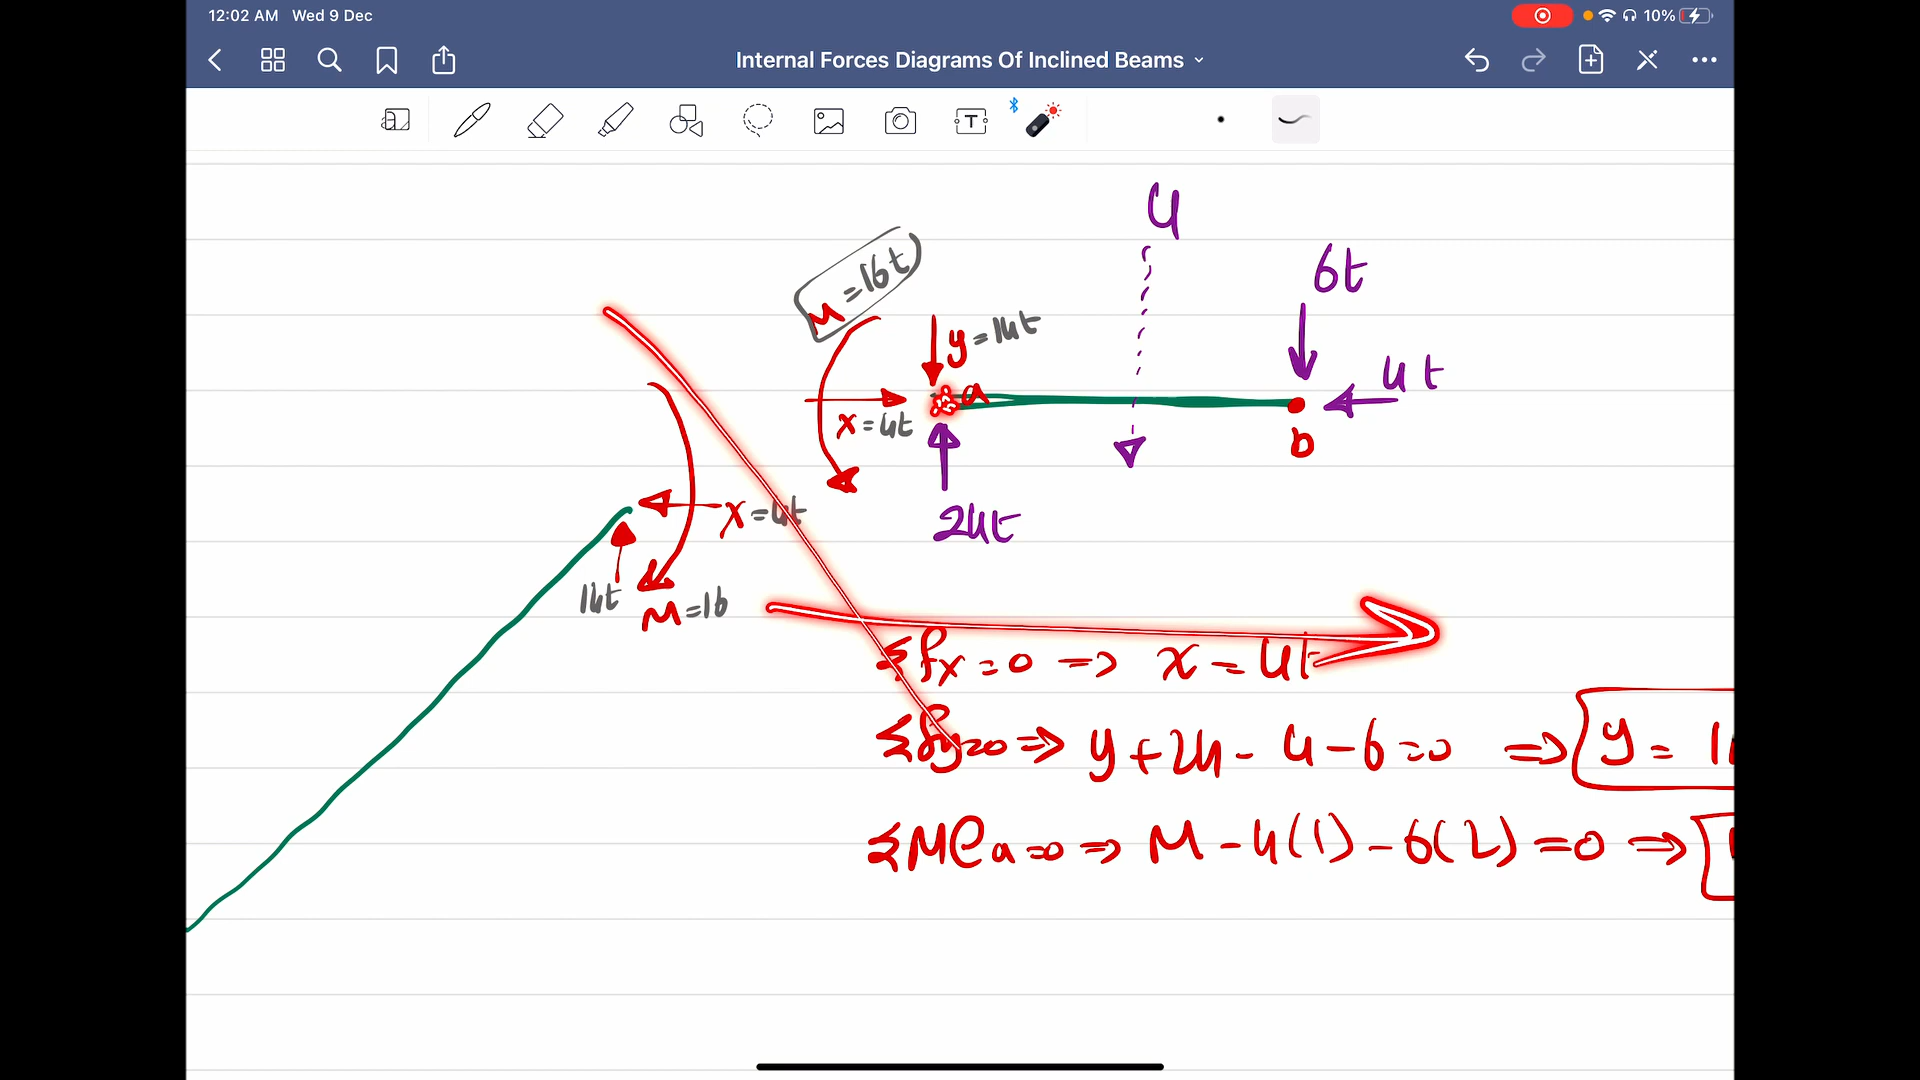 12:02 AM Wed 9 Dec
10%
Internal Forces Diagrams Of Inclined Beams
T
4
6t
M = 16t
y = 14t
4t
a
x = 4t
b
24t
x = 4t
14t
M = 16
Σfx = 0 => x = 4t
Σfy = 0 => y + 24 - 4 - 6 = 0 => y = 1
ΣM@a = 0 => M - 4(1) - 6(2) = 0 =>